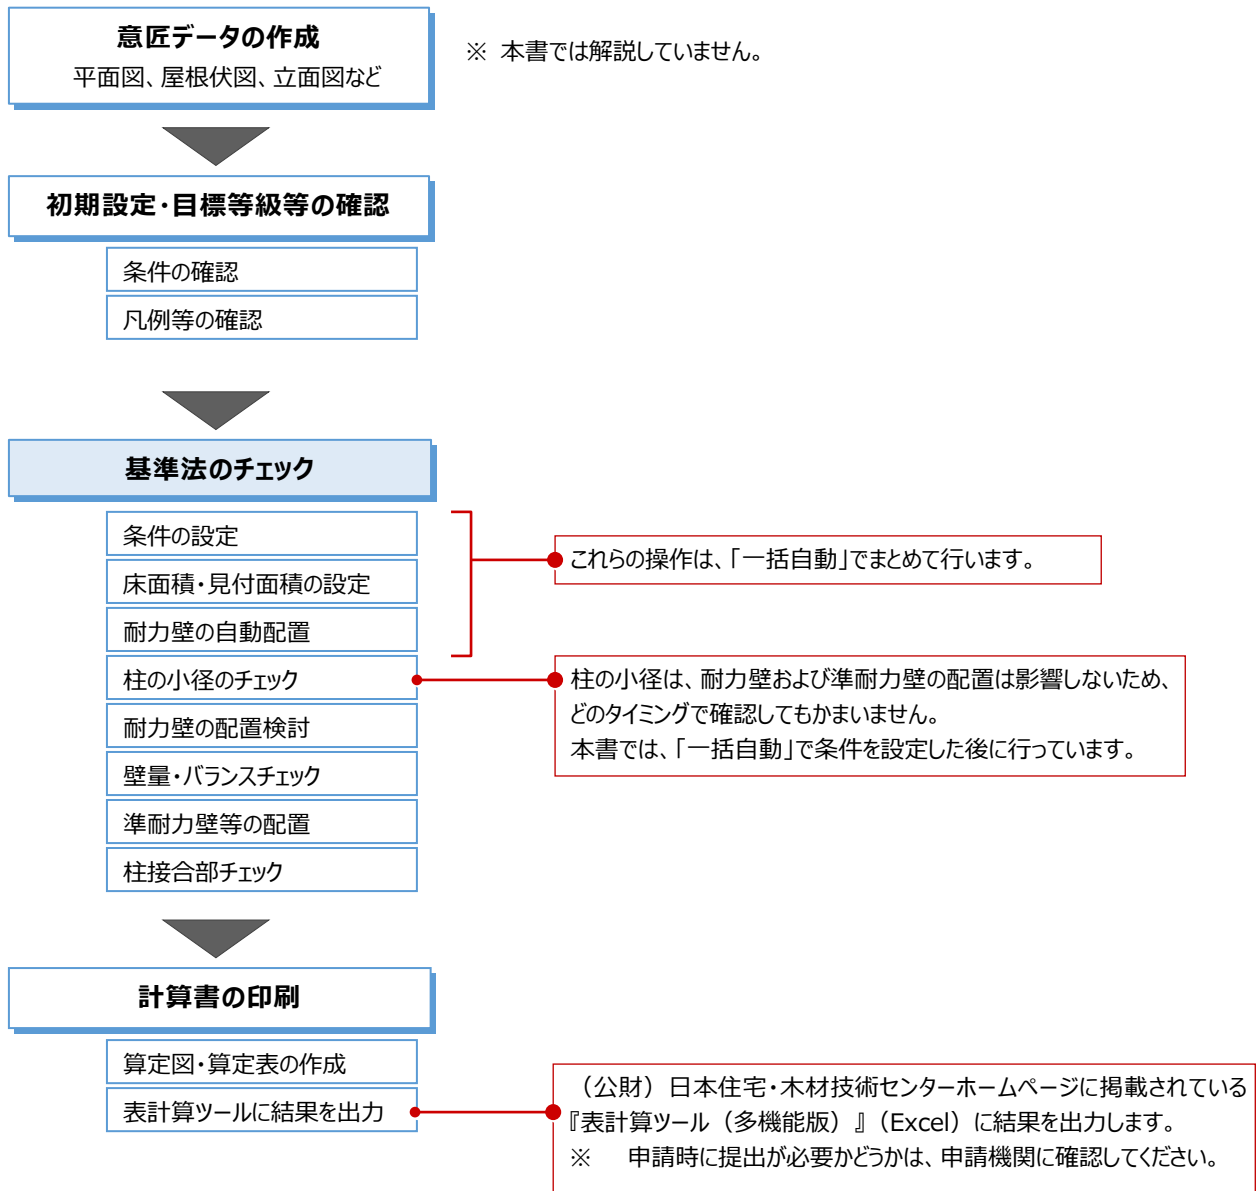 意匠データの作成
平面図、屋根伏図、立面図など
※ 本書では解説していません。
初期設定・目標等級等の確認
条件の確認
凡例等の確認
基準法のチェック
条件の設定
床面積・見付面積の設定
耐力壁の自動配置
これらの操作は、「一括自動」でまとめて行います。
柱の小径のチェック
柱の小径は、耐力壁および準耐力壁の配置は影響しないため、
どのタイミングで確認してもかまいません。
本書では、「一括自動」で条件を設定した後に行っています。
耐力壁の配置検討
壁量・バランスチェック
準耐力壁等の配置
柱接合部チェック
計算書の印刷
算定図・算定表の作成
表計算ツールに結果を出力
（公財）日本住宅・木材技術センターホームページに掲載されている
『表計算ツール（多機能版）』（Excel）に結果を出力します。
※ 申請時に提出が必要かどうかは、申請機関に確認してください。